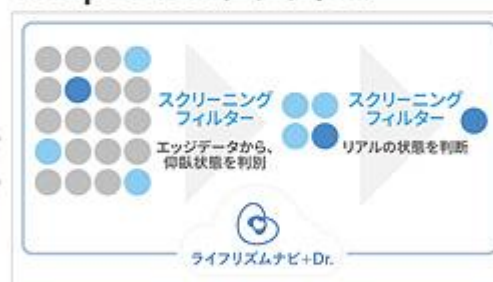 スクリーニング
フィルター
エッジデータから、
仰臥状態を判別
スクリーニング
フィルター
リアルの状態を判断
ライフリズムナビ+Dr.